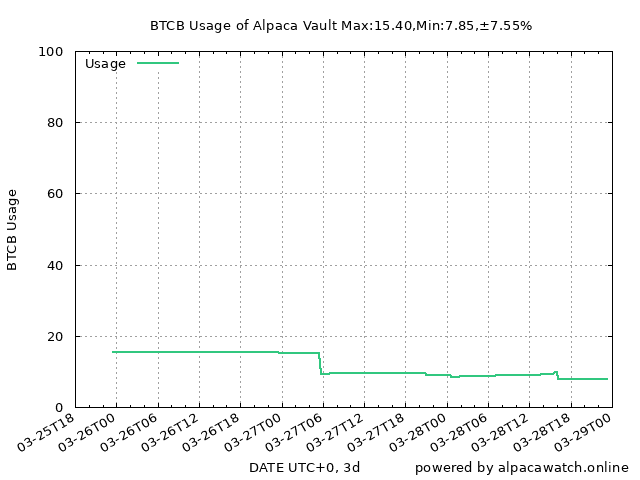 BTCB Usage of Alpaca Vault Max:15.40,Min:7.85,±7.55%
Usage
100
80
60
40
20
0
BTCB Usage
03-25T18
03-26T00
03-26T06
03-26T12
03-26T18
03-27T00
03-27T06
03-27T12
03-27T18
03-28T00
03-28T06
03-28T12
03-28T18
03-29T00
DATE UTC+0, 3d
powered by alpacawatch.online